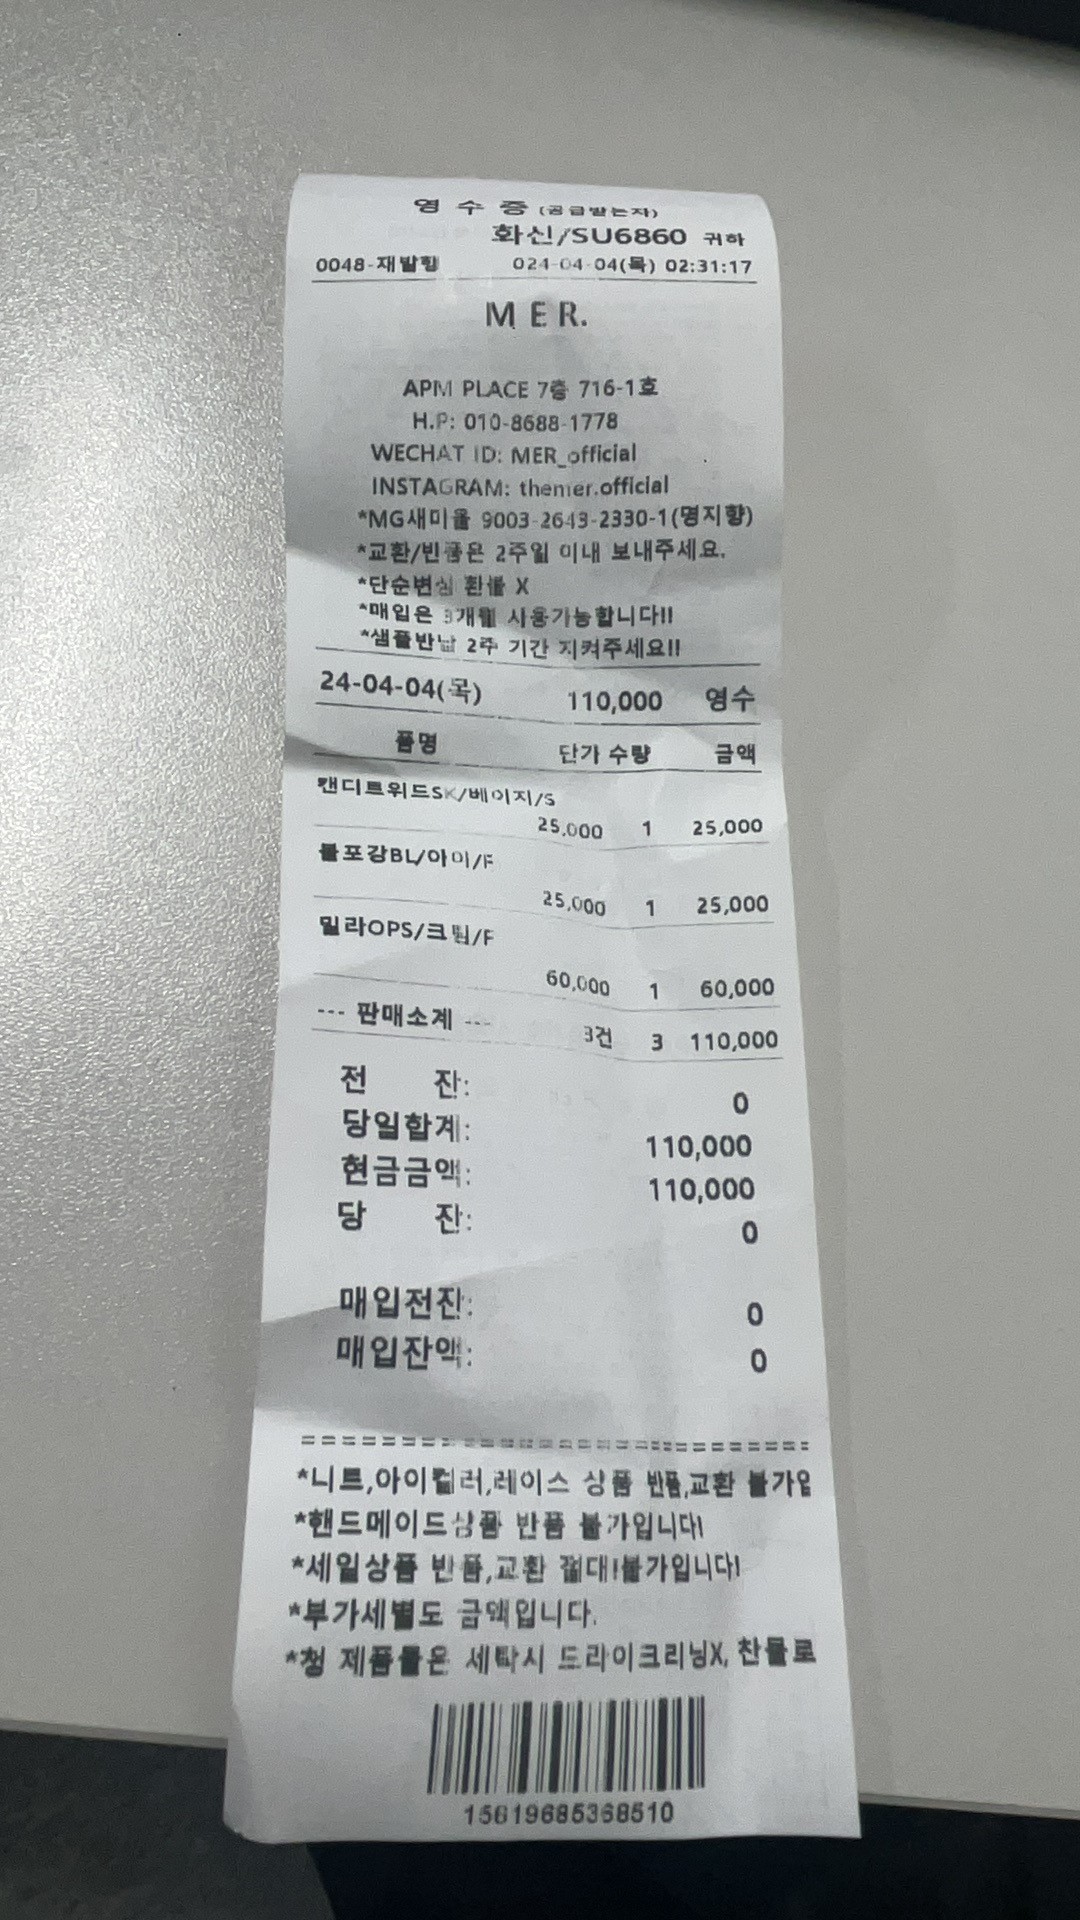 영 수 증 (공급받는자)
화신/SU6860 귀하
0048-재발행 024-04-04(목) 02:31:17
M E R.
APM PLACE 7층 716-1호
H.P: 010-8688-1778
WECHAT ID: MER_official
INSTAGRAM: themer.official
*MG새마을 9003-2643-2330-1(명지향)
*교환/반품은 2주일 이내 보내주세요.
*단순변심 환불 X
*매입은 3개월 사용가능합니다!!
*샘플반납 2주 기간 지켜주세요!!
24-04-04(목) 110,000 영수
품명 단가 수량 금액
캔디트위드SK/베이지/S
25,000 1 25,000
볼포강BL/아이/F
25,000 1 25,000
밀라OPS/크림/F
60,000 1 60,000
--- 판매소계 --- 3건 3 110,000
전 잔: 0
당일합계: 110,000
현금금액: 110,000
당 잔: 0
매입전잔: 0
매입잔액: 0
*니트,아이컬러,레이스 상품 반품,교환 불가입
*핸드메이드상품 반품 불가입니다!
*세일상품 반품,교환 절대!불가입니다!
*부가세별도 금액입니다.
*청 제품들은 세탁시 드라이크리닝X, 찬물로
15619685368510